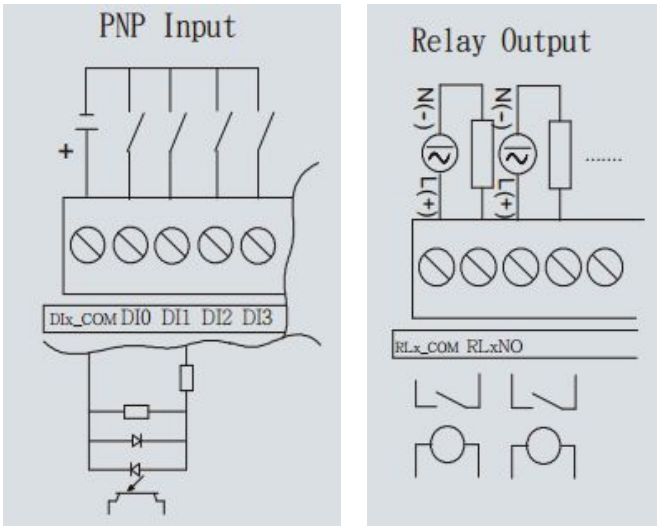 PNP Input
+
DIx_COM DI0 DI1 DI2 DI3
Relay Output
N(-) N(-)
L(+) L(+)
.......
RLx_COM RLxNO